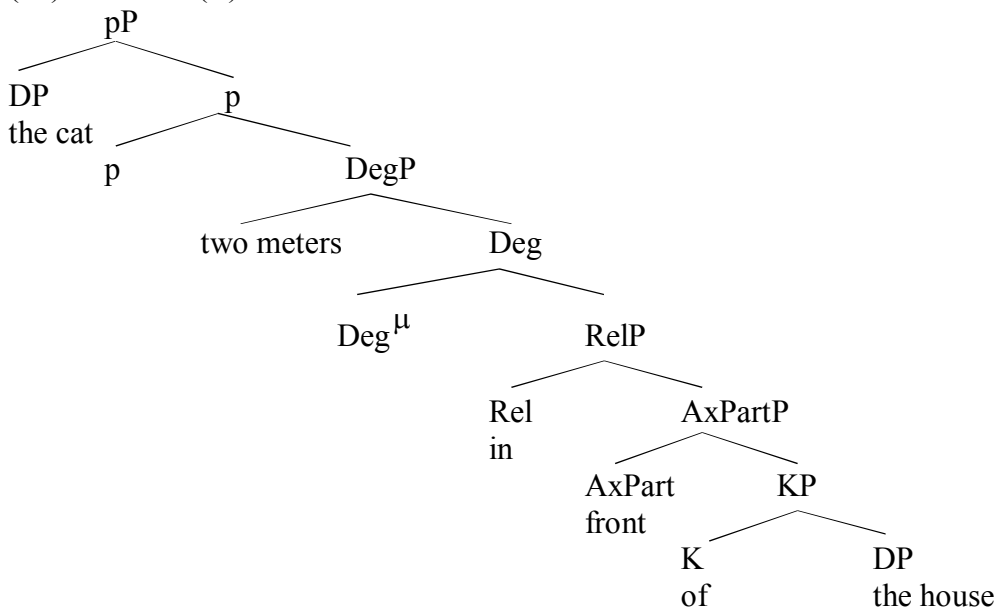 pP
DP p
the cat
p DegP
two meters Deg
Deg^μ RelP
Rel AxPartP
in
AxPart KP
front
K DP
of the house